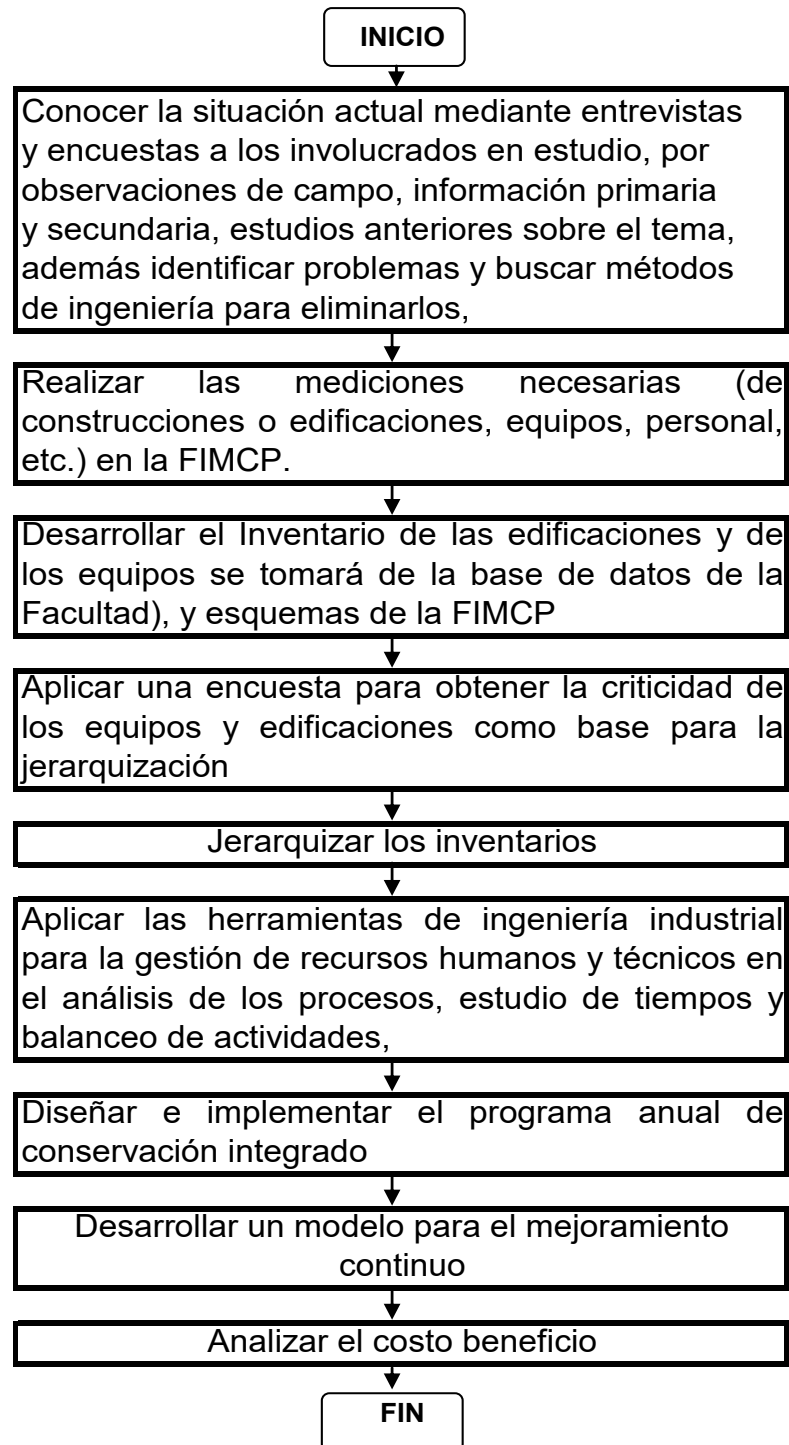 INICIO
Conocer la situación actual mediante entrevistas
y encuestas a los involucrados en estudio, por
observaciones de campo, información primaria
y secundaria, estudios anteriores sobre el tema,
además identificar problemas y buscar métodos
de ingeniería para eliminarlos,
Realizar las mediciones necesarias (de
construcciones o edificaciones, equipos, personal,
etc.) en la FIMCP.
Desarrollar el Inventario de las edificaciones y de
los equipos se tomará de la base de datos de la
Facultad), y esquemas de la FIMCP
Aplicar una encuesta para obtener la criticidad de
los equipos y edificaciones como base para la
jerarquización
Jerarquizar los inventarios
Aplicar las herramientas de ingeniería industrial
para la gestión de recursos humanos y técnicos en
el análisis de los procesos, estudio de tiempos y
balanceo de actividades,
Diseñar e implementar el programa anual de
conservación integrado
Desarrollar un modelo para el mejoramiento
continuo
Analizar el costo beneficio
FIN